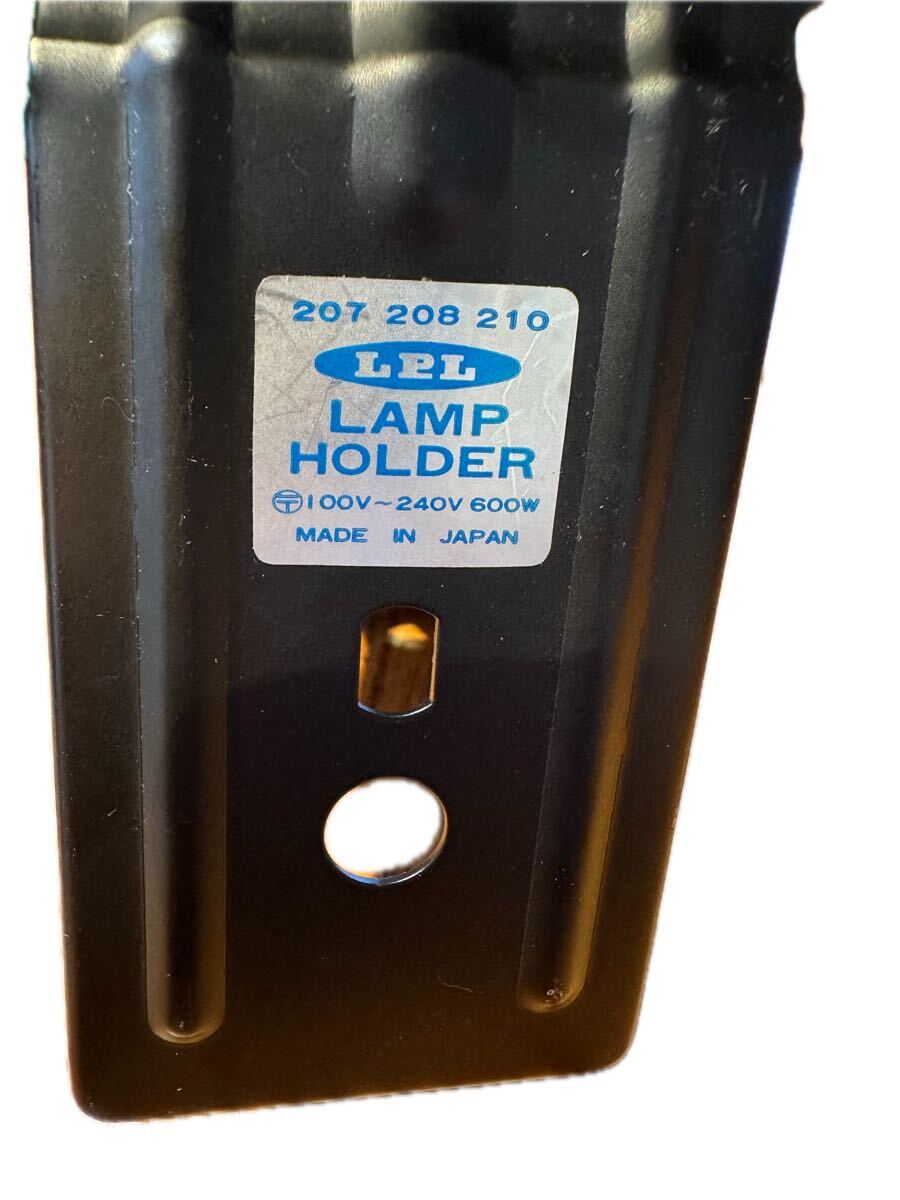 207 208 210
LPL
LAMP
HOLDER
〶100V~240V 600W
MADE IN JAPAN